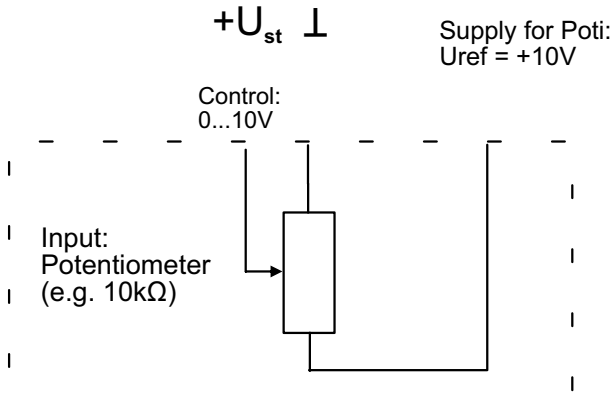 +Ust ⊥
Supply for Poti:
Uref = +10V
Control:
0...10V
Input:
Potentiometer
(e.g. 10kΩ)